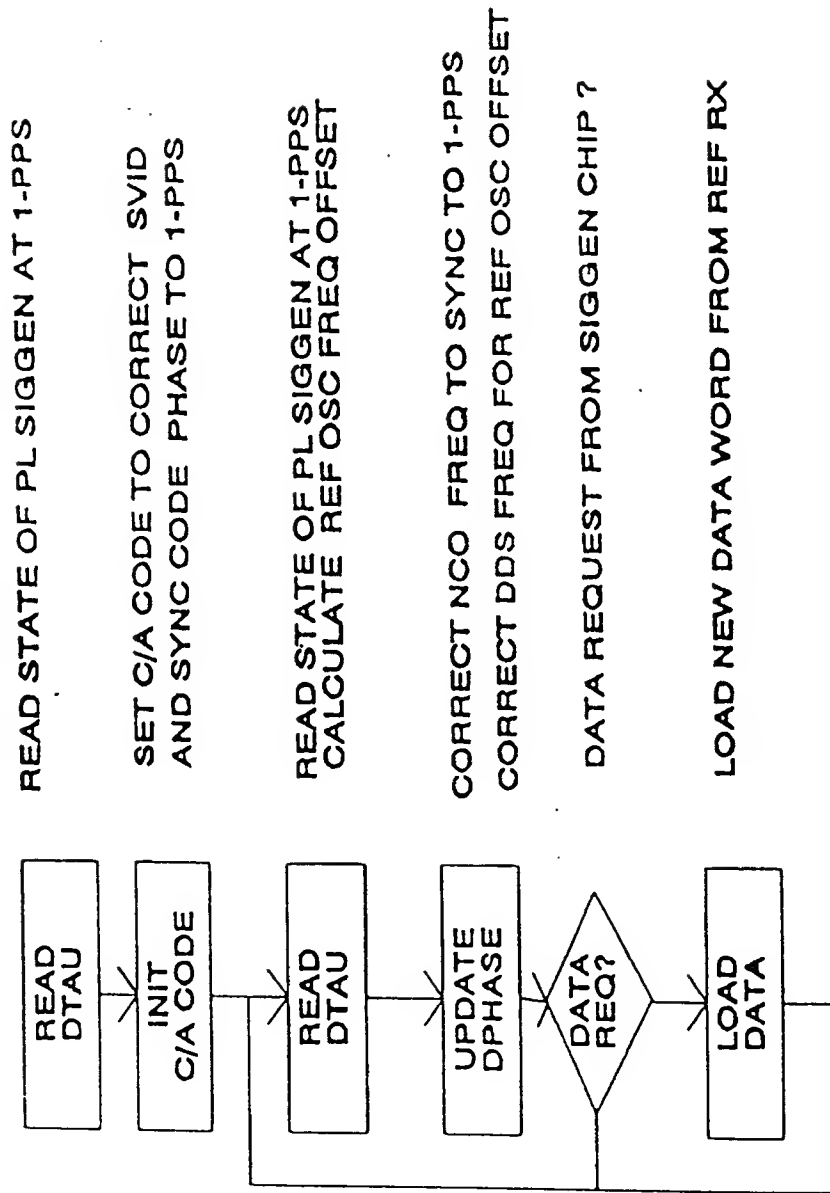 READ
DTAU
READ STATE OF PL SIGGEN AT 1-PPS
INIT
C/A CODE
SET C/A CODE TO CORRECT SVID
AND SYNC CODE PHASE TO 1-PPS
READ
DTAU
READ STATE OF PL SIGGEN AT 1-PPS
CALCULATE REF OSC FREQ OFFSET
UPDATE
DPHASE
CORRECT NCO FREQ TO SYNC TO 1-PPS
CORRECT DDS FREQ FOR REF OSC OFFSET
DATA
REQ?
DATA REQUEST FROM SIGGEN CHIP ?
LOAD
DATA
LOAD NEW DATA WORD FROM REF RX